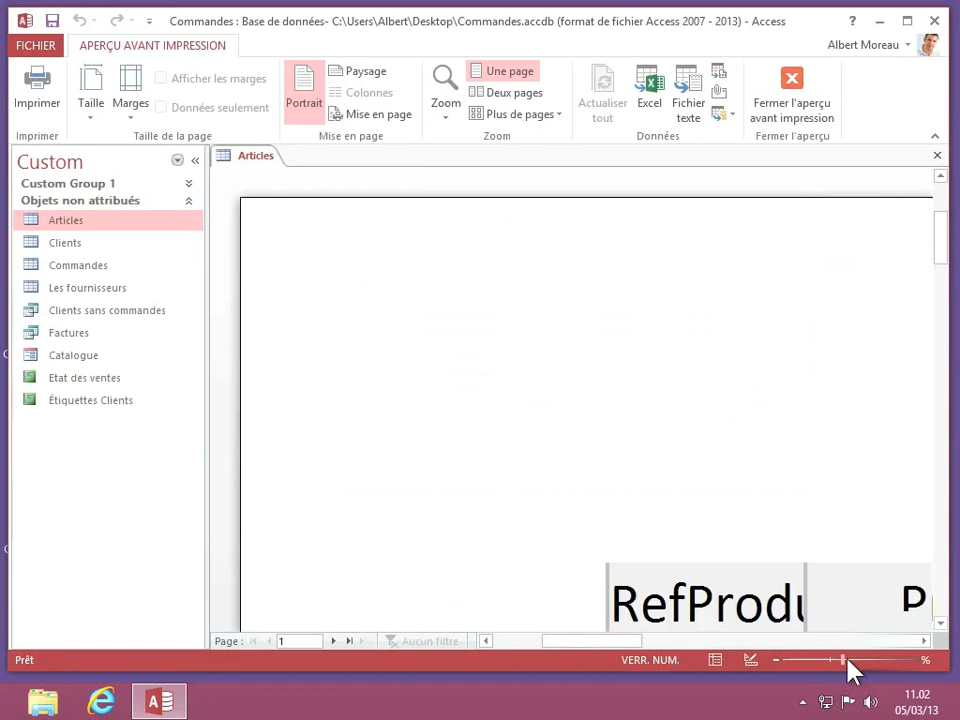 Commandes : Base de données- C:\Users\Albert\Desktop\Commandes.accdb (format de fichier Access 2007 - 2013) - Access
?
FICHIER
APERÇU AVANT IMPRESSION
Albert Moreau
Imprimer
Taille
Marges
Afficher les marges
Données seulement
Portrait
Paysage
Colonnes
Mise en page
Zoom
Une page
Deux pages
Plus de pages
Actualiser tout
Excel
Fichier texte
Fermer l'aperçu avant impression
Imprimer
Taille de la page
Mise en page
Zoom
Données
Fermer l'aperçu
Custom
Custom Group 1
Objets non attribués
Articles
Clients
Commandes
Les fournisseurs
Clients sans commandes
Factures
Catalogue
Etat des ventes
Étiquettes Clients
Articles
RefProdu
Page :
1
Aucun filtre
Prêt
VERR. NUM.
%
11.02
05/03/13